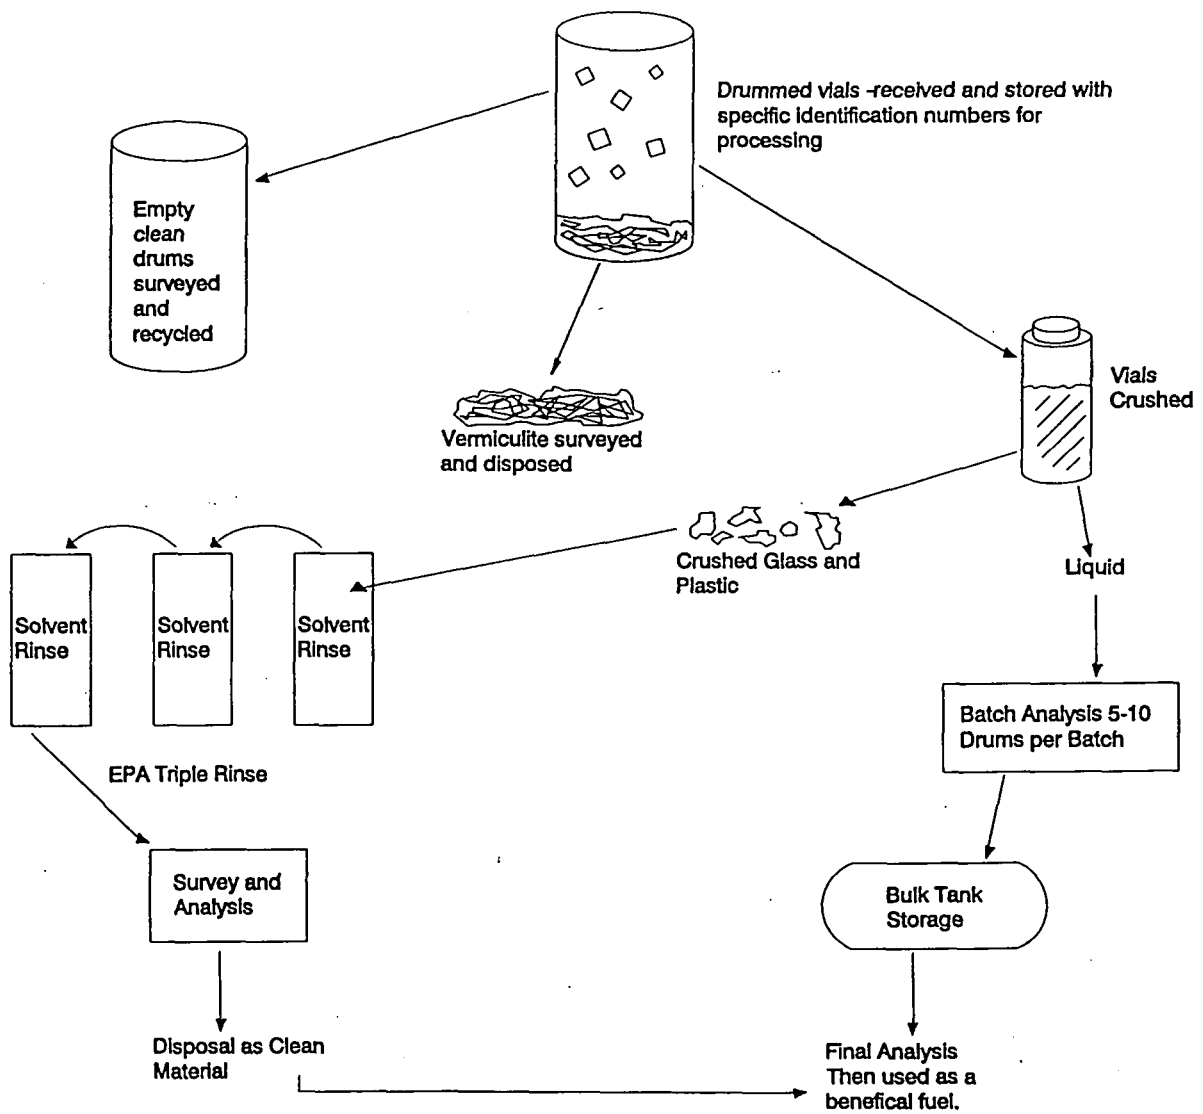 Drummed vials -received and stored with
specific identification numbers for
processing
Empty
clean
drums
surveyed
and
recycled
Vials
Crushed
Vermiculite surveyed
and disposed
Crushed Glass and
Plastic
Liquid
Solvent
Rinse
Solvent
Rinse
Solvent
Rinse
Batch Analysis 5-10
Drums per Batch
EPA Triple Rinse
Survey and
Analysis
Bulk Tank
Storage
Disposal as Clean
Material
Final Analysis
Then used as a
benefical fuel.